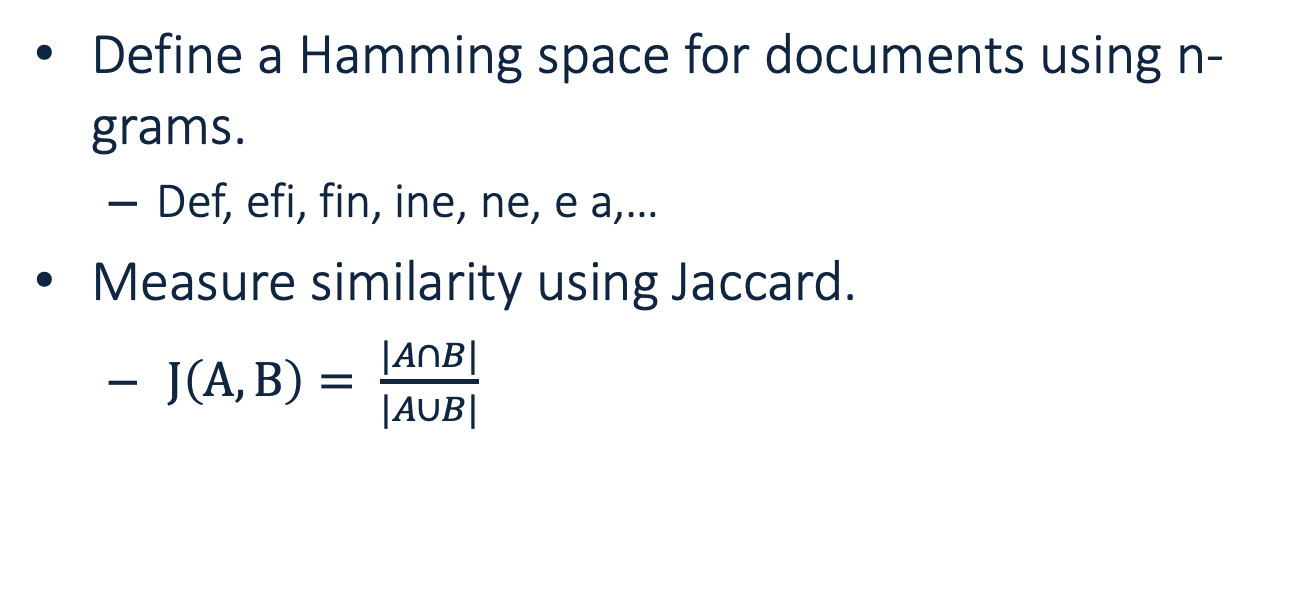 • Define a Hamming space for documents using n-
grams.
– Def, efi, fin, ine, ne, e a,...
• Measure similarity using Jaccard.
– J(A, B) = |A∩B| / |A∪B|